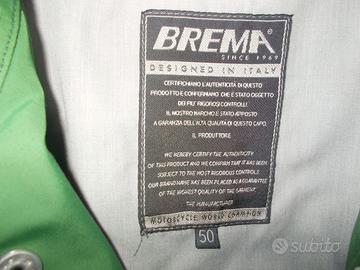 BREMA®
SINCE 1969
DESIGNED IN ITALY
CERTIFICHIAMO L'AUTENTICITÀ DI QUESTO
PRODOTTO E CONFERMIAMO CHE È STATO OGGETTO
DEI PIU' RIGOROSI CONTROLLI.
IL NOSTRO MARCHIO È STATO APPOSTO
A GARANZIA DELL'ALTA QUALITÀ DI QUESTO CAPO.
IL PRODUTTORE.
WE HEREBY CERTIFY THE AUTHENTICITY
OF THIS PRODUCT AND WE CONFIRM THAT IT HAS BEEN
SUBJECT TO THE MOST RIGOROUS CONTROLS.
OUR BRANDNAME HAS BEEN PLACED AS A GUARANTEE
OF THE HIGHEST QUALITY OF THE GARMENT.
THE MANUFACTURER
MOTORCYCLE WORLD CHAMPION
50
subito